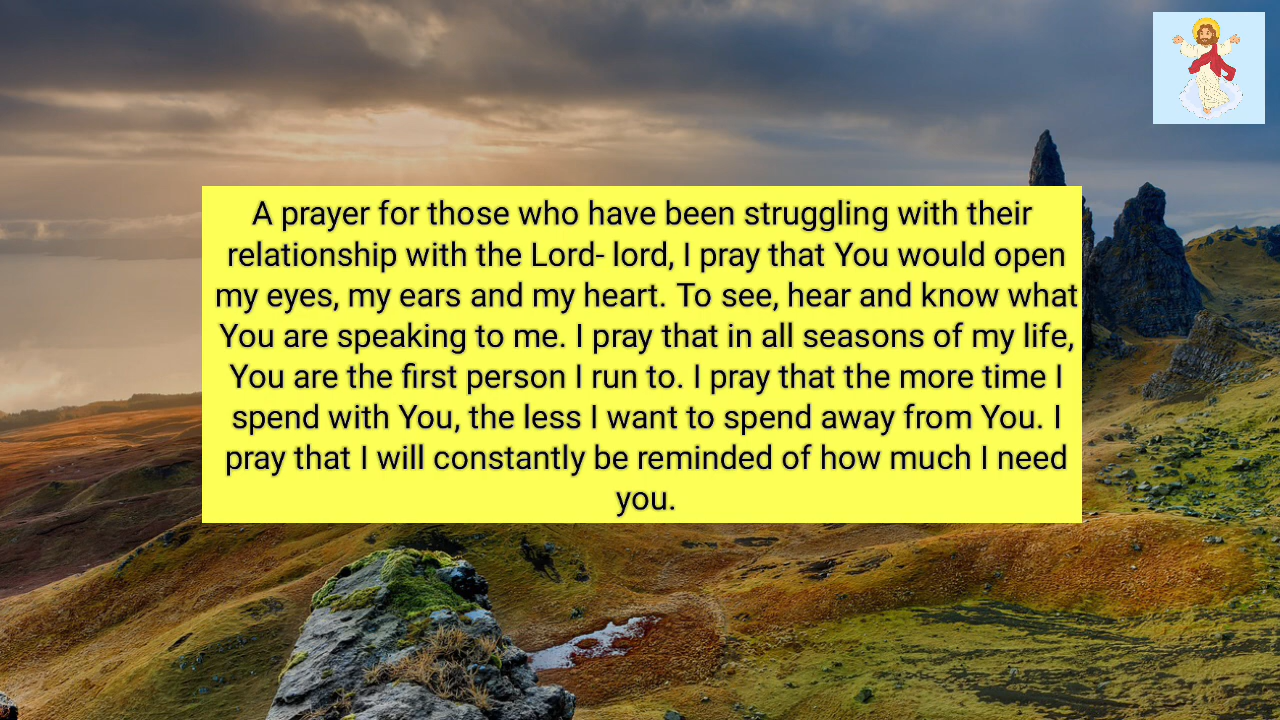 A prayer for those who have been struggling with their
relationship with the Lord- lord, I pray that You would open
my eyes, my ears and my heart. To see, hear and know what
You are speaking to me. I pray that in all seasons of my life,
You are the first person I run to. I pray that the more time I
spend with You, the less I want to spend away from You. I
pray that I will constantly be reminded of how much I need
you.